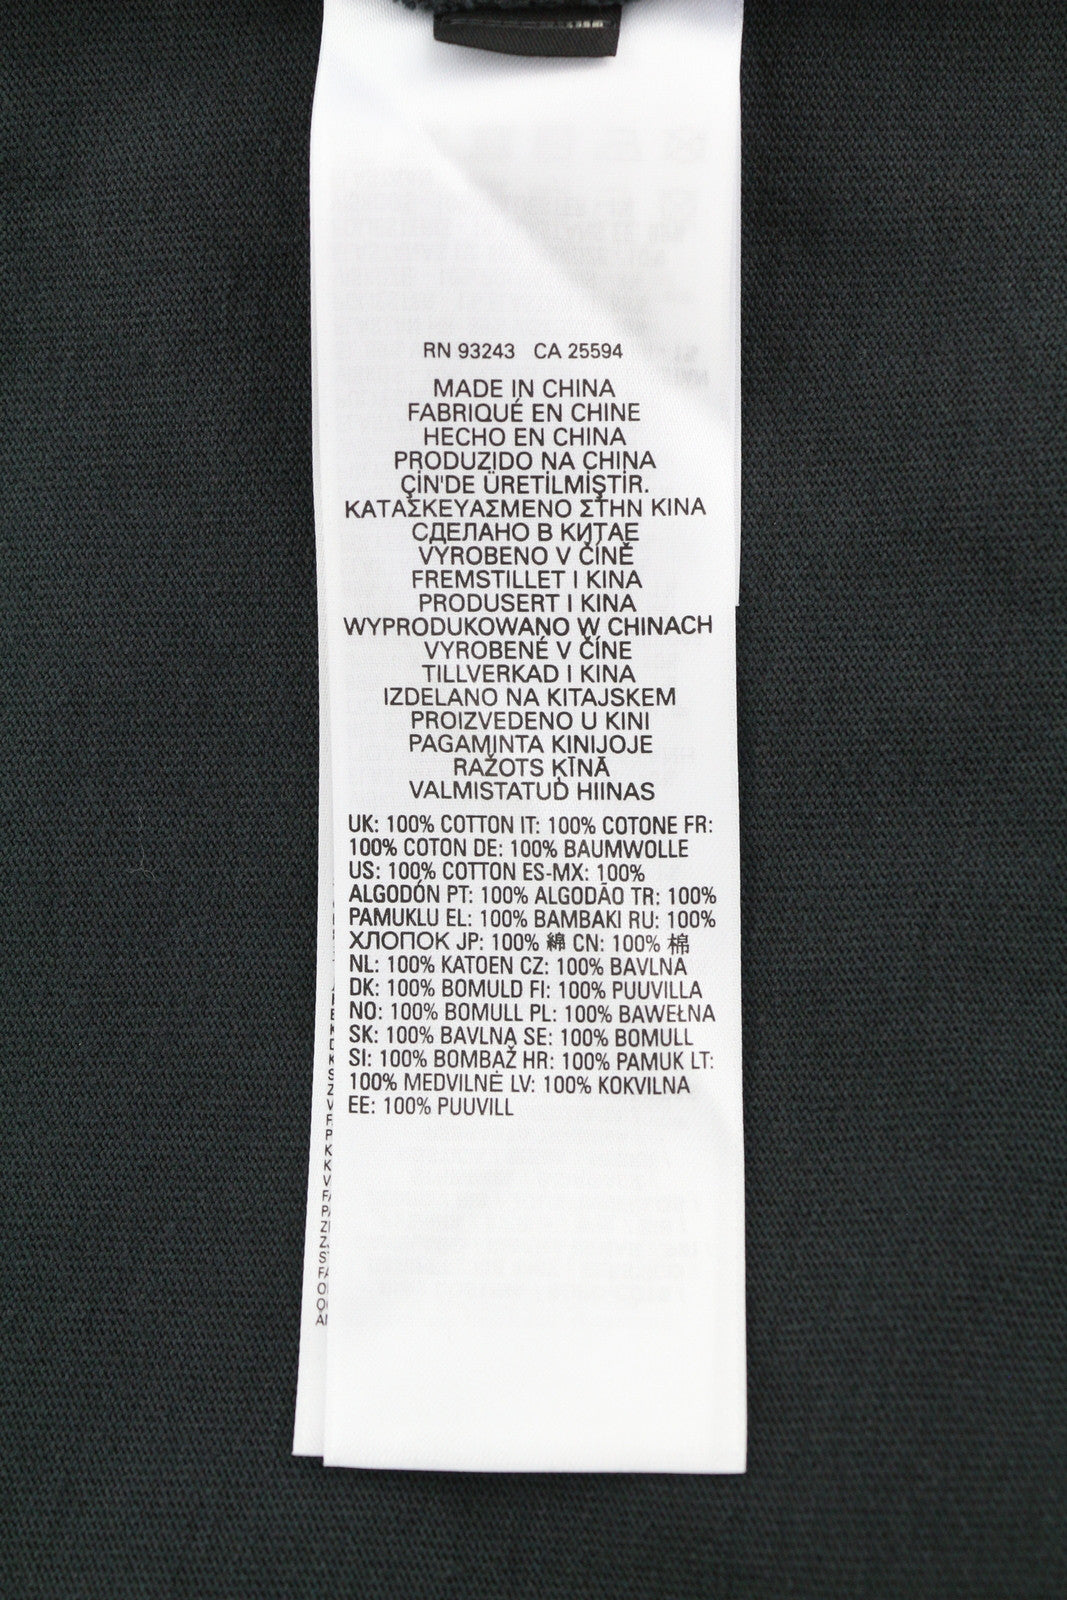 RN 93243 CA 25594
MADE IN CHINA
FABRIQUÉ EN CHINE
HECHO EN CHINA
PRODUZIDO NA CHINA
ÇİN'DE ÜRETİLMİŞTİR.
ΚΑΤΑΣΚΕΥΑΣΜΕΝΟ ΣΤΗΝ ΚΙΝΑ
СДЕЛАНО В КИТАЕ
VYROBENO V ČÍNĚ
FREMSTILLET I KINA
PRODUSERT I KINA
WYPRODUKOWANO W CHINACH
VYROBENÉ V ČÍNE
TILLVERKAD I KINA
IZDELANO NA KITAJSKEM
PROIZVEDENO U KINI
PAGAMINTA KINIJOJE
RAŽOTS ĶĪNĀ
VALMISTATUD HIINAS
UK: 100% COTTON IT: 100% COTONE FR:
100% COTON DE: 100% BAUMWOLLE
US: 100% COTTON ES-MX: 100%
ALGODÓN PT: 100% ALGODÃO TR: 100%
PAMUKLU EL: 100% ΒΑΜΒΑΚΙ RU: 100%
ХЛОПОК JP: 100% 綿 CN: 100% 棉
NL: 100% KATOEN CZ: 100% BAVLNA
DK: 100% BOMULD FI: 100% PUUVILLA
NO: 100% BOMULL PL: 100% BAWEŁNA
SK: 100% BAVLNA SE: 100% BOMULL
SI: 100% BOMBAŽ HR: 100% PAMUK LT:
100% MEDVILNĖ LV: 100% KOKVILNA
EE: 100% PUUVILL